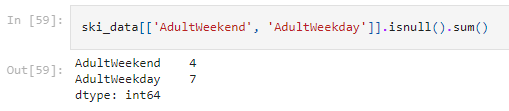 In [59]: ski_data[['AdultWeekend', 'AdultWeekday']].isnull().sum()
Out[59]: AdultWeekend    4
AdultWeekday    7
dtype: int64